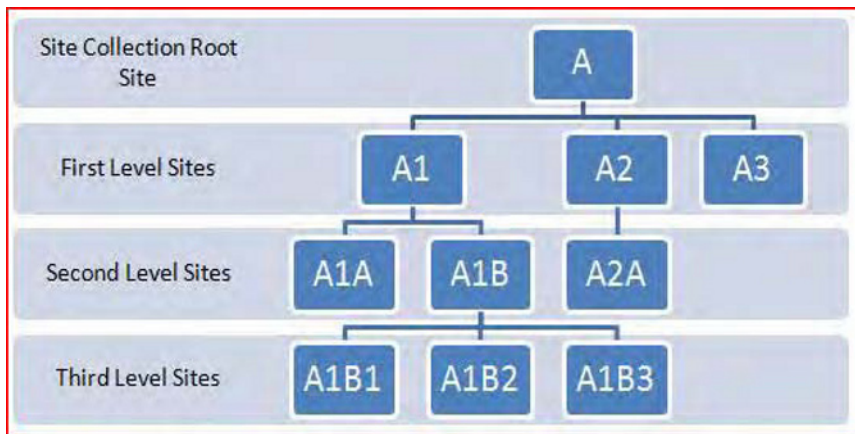 Site Collection Root
Site
A
First Level Sites
A1
A2
A3
Second Level Sites
A1A
A1B
A2A
Third Level Sites
A1B1
A1B2
A1B3